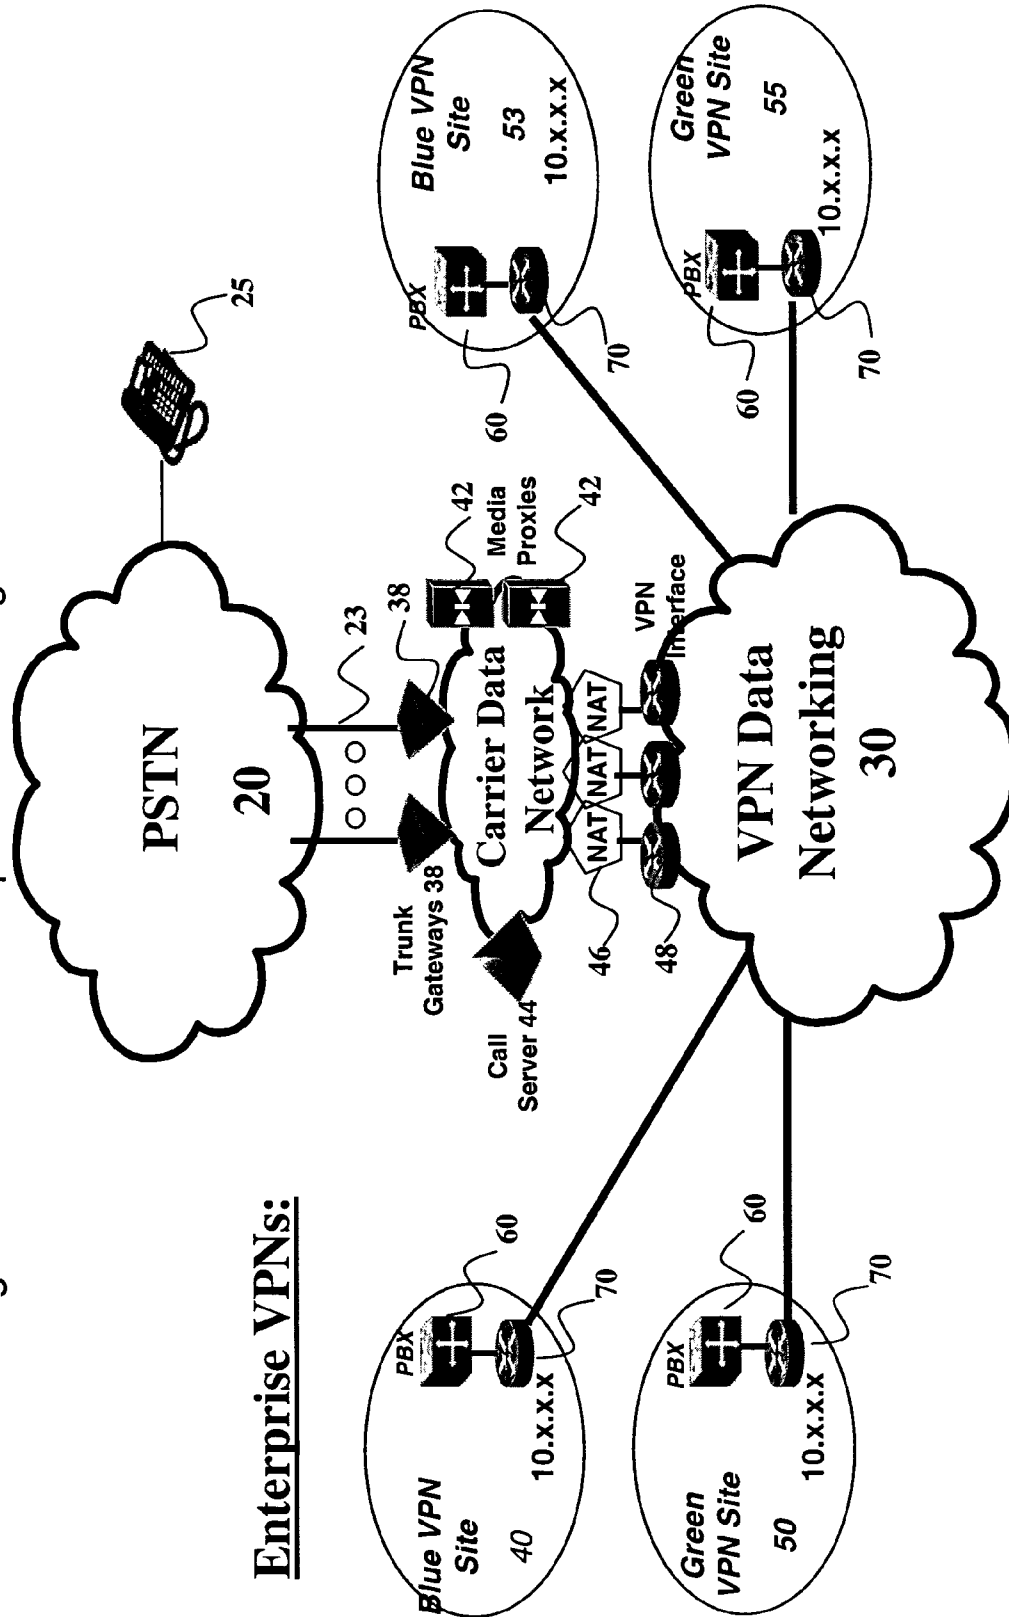 PSTN
20
25
23
38
42
Media
Proxies
42
Trunk
Gateways 38
Carrier Data
Network
Call
Server 44
NAT
NAT
NAT
46
48
VPN
Interface
VPN Data
Networking
30
Enterprise VPNs:
Blue VPN
Site
40
PBX
60
10.x.x.x
70
Green
VPN Site
50
PBX
60
10.x.x.x
70
Blue VPN
Site
53
10.x.x.x
PBX
60
70
Green
VPN Site
55
10.x.x.x
PBX
60
70